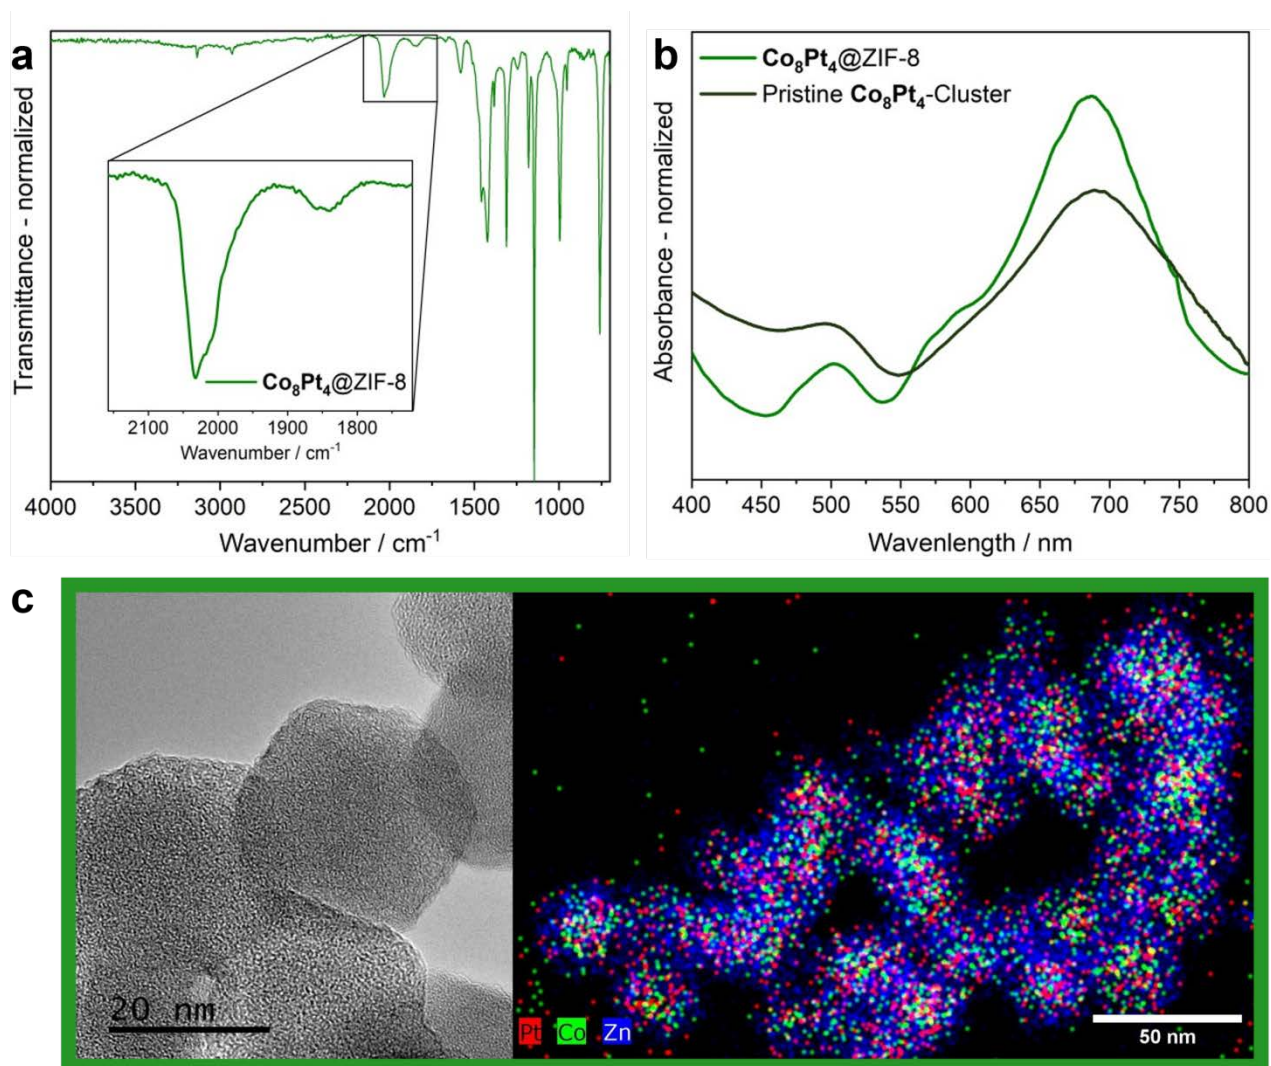 a
Transmittance - normalized
Co8Pt4@ZIF-8
2100 2000 1900 1800
Wavenumber / cm-1
4000 3500 3000 2500 2000 1500 1000
Wavenumber / cm-1
b
Absorbance - normalized
Co8Pt4@ZIF-8
Pristine Co8Pt4-Cluster
400 450 500 550 600 650 700 750 800
Wavelength / nm
c
20 nm
Pt Co Zn
50 nm